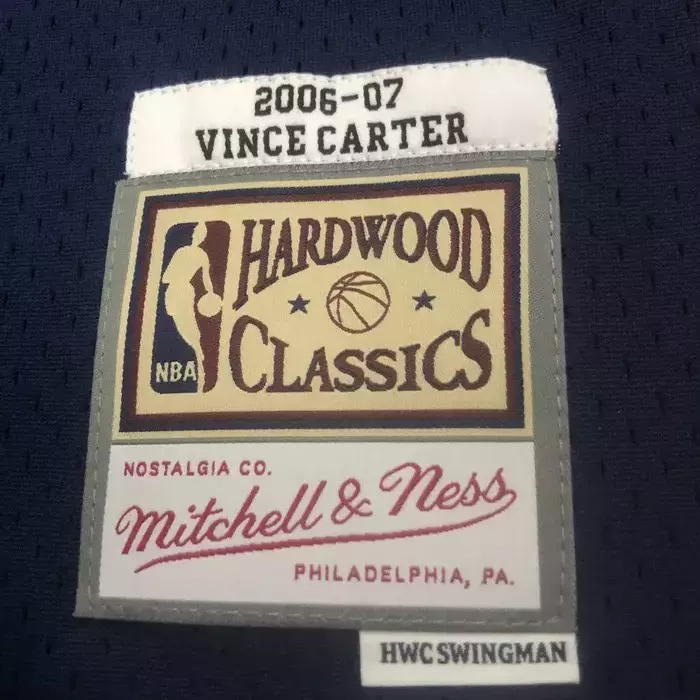 2006-07
VINCE CARTER
HARDWOOD
CLASSICS
NBA
NOSTALGIA CO.
Mitchell & Ness
PHILADELPHIA, PA.
HWC SWINGMAN